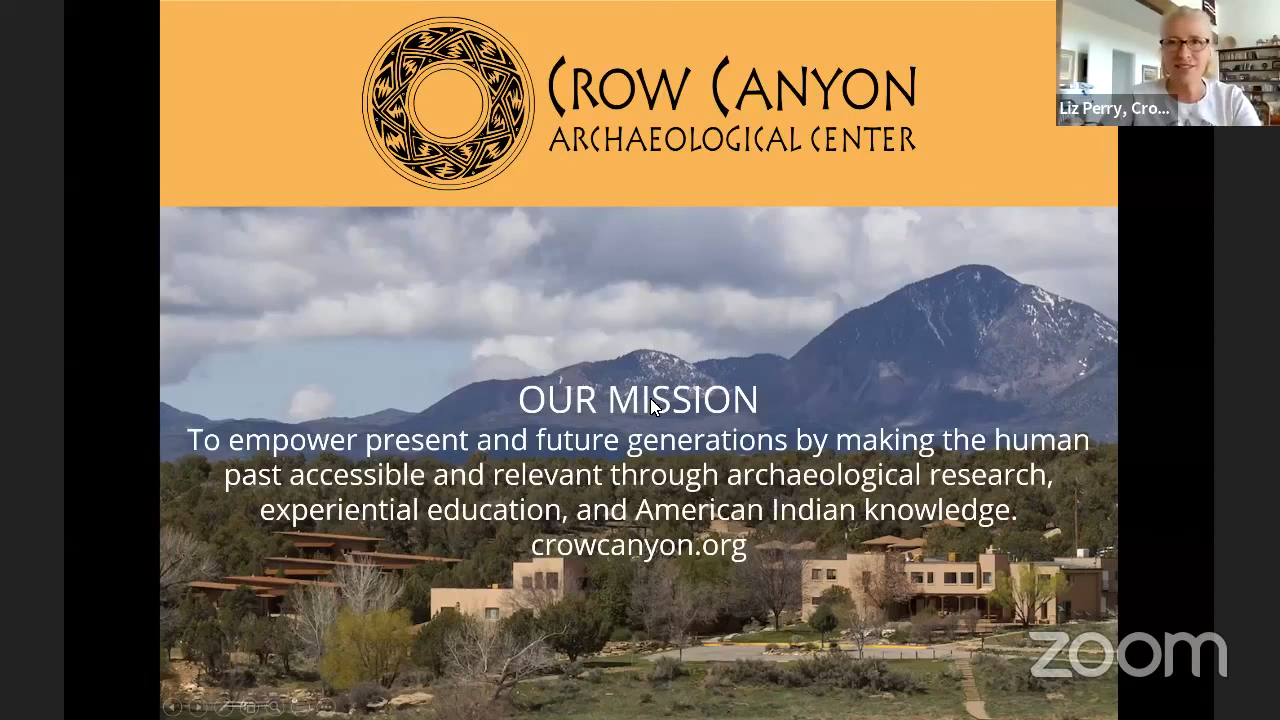 CROW CANYON
ARCHAEOLOGICAL CENTER
Liz Perry, Cro...
OUR MISSION
To empower present and future generations by making the human
past accessible and relevant through archaeological research,
experiential education, and American Indian knowledge.
crowcanyon.org
zoom